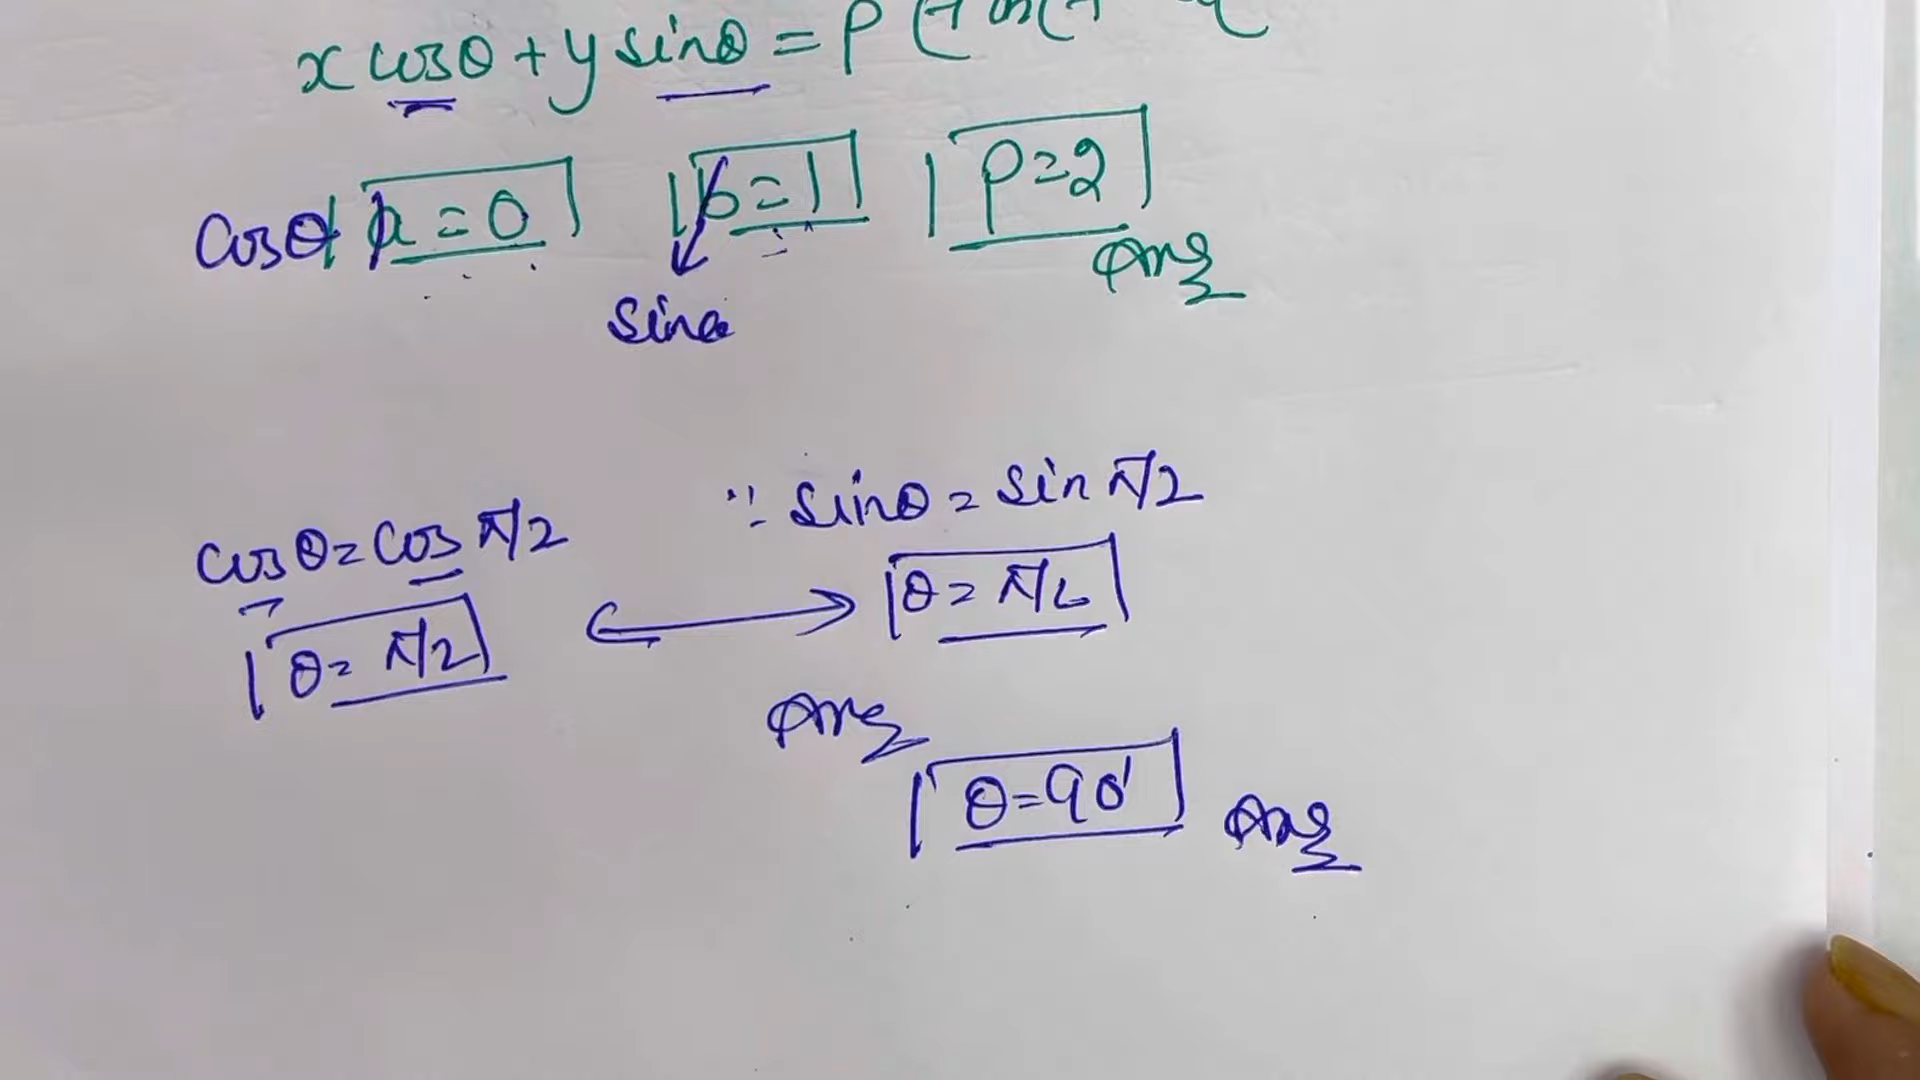 x cosθ + y sinθ = P
cosθ a = 0 b = 1 P = 2
Ans
sinθ
cosθ = cos π/2 ∵ sinθ = sin π/2
θ = π/2 θ = π/2
Ans
θ = 90° Ans